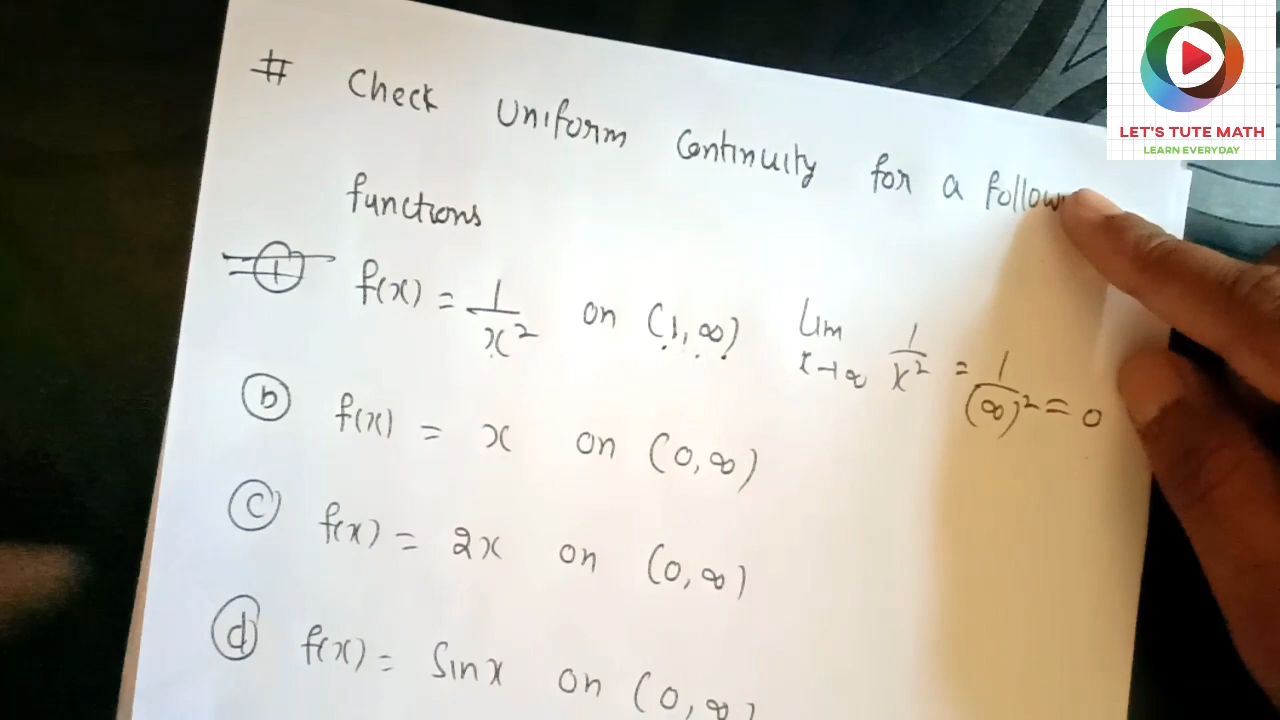 # Check Uniform Continuity for a follow
functions
1 f(x) = 1/x² on (1, ∞) lim x→∞ 1/x² = 1/(∞)² = 0
b f(x) = x on (0, ∞)
c f(x) = 2x on (0, ∞)
d f(x) = Sinx on (0, ∞)
LET'S TUTE MATH
LEARN EVERYDAY